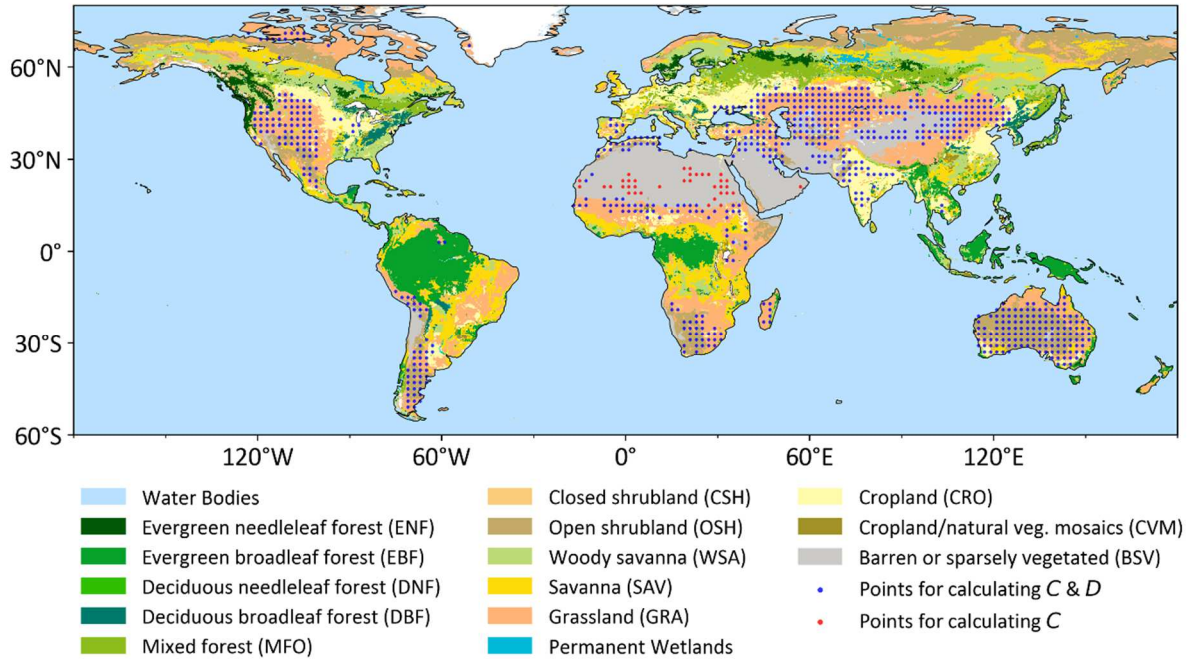 60°N
30°N
0°
30°S
60°S
120°W 60°W 0° 60°E 120°E
Water Bodies
Evergreen needleleaf forest (ENF)
Evergreen broadleaf forest (EBF)
Deciduous needleleaf forest (DNF)
Deciduous broadleaf forest (DBF)
Mixed forest (MFO)
Closed shrubland (CSH)
Open shrubland (OSH)
Woody savanna (WSA)
Savanna (SAV)
Grassland (GRA)
Permanent Wetlands
Cropland (CRO)
Cropland/natural veg. mosaics (CVM)
Barren or sparsely vegetated (BSV)
Points for calculating C & D
Points for calculating C